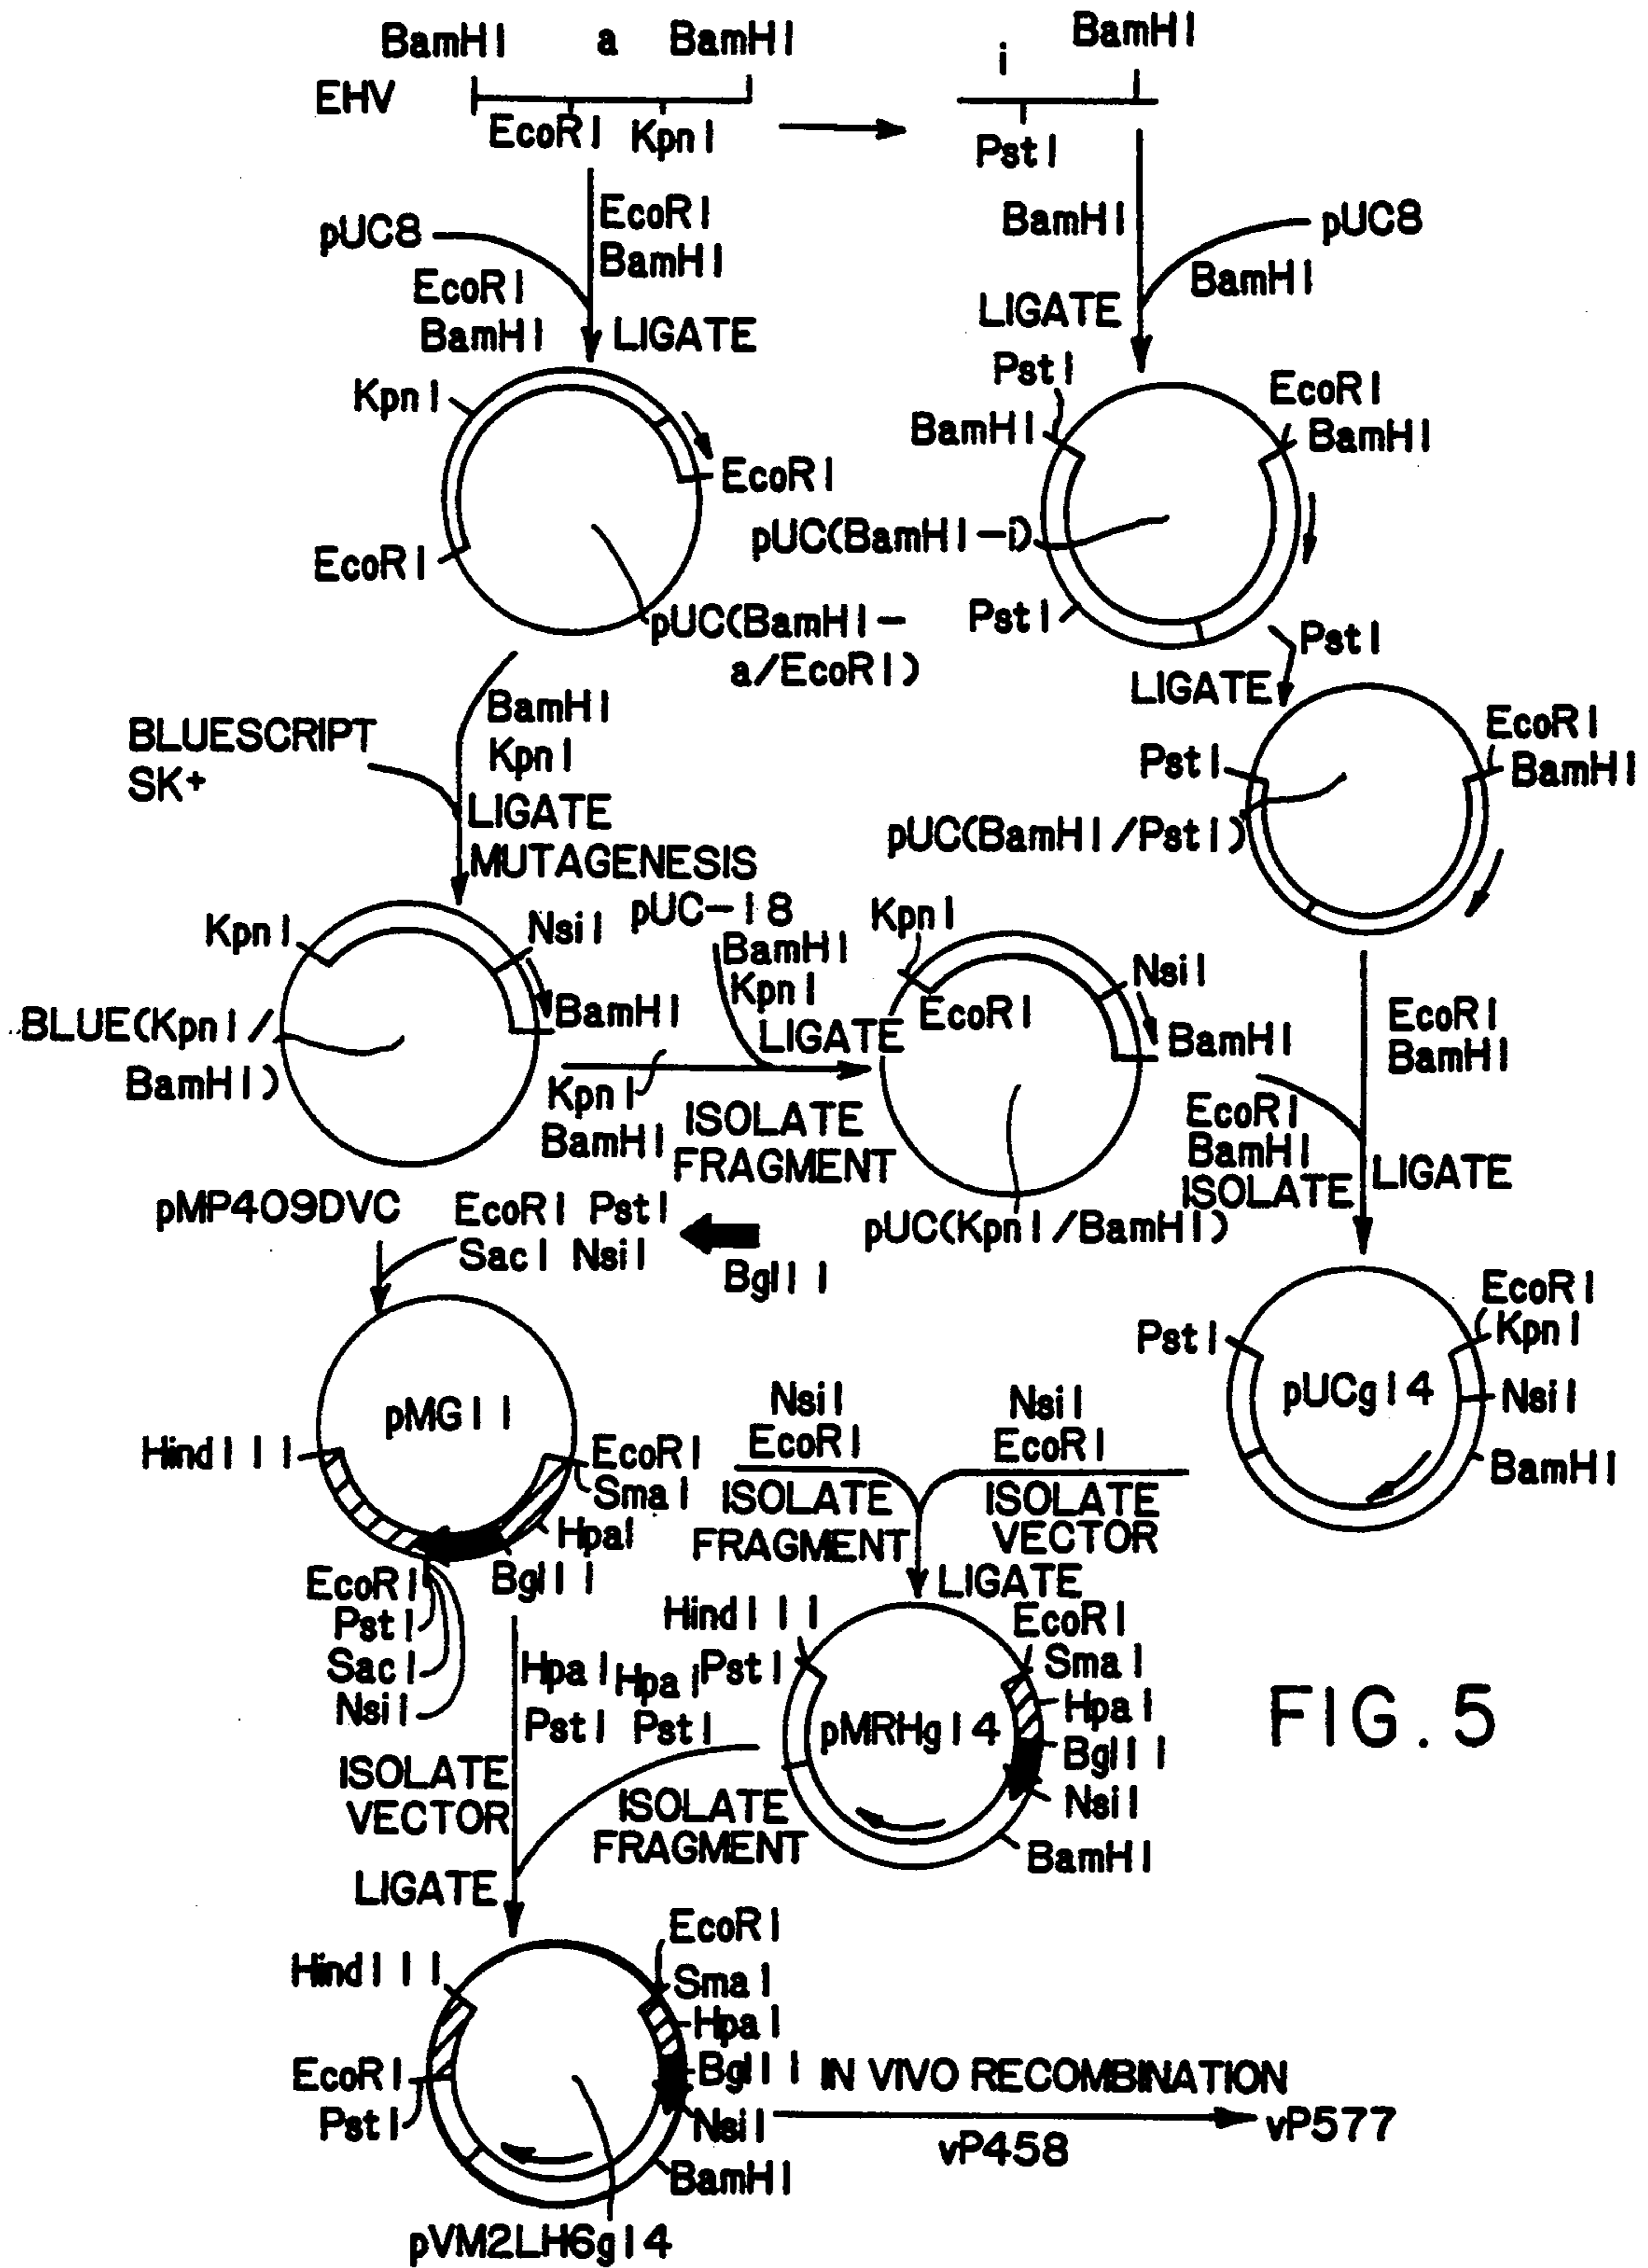 BamHI a BamHI
i BamHI
EHV
EcoRI KpnI
PstI
EcoRI
BamHI
pUC8
EcoRI
BamHI
LIGATE
BamHI
pUC8
BamHI
LIGATE
KpnI
EcoRI
EcoRI
pUC(BamHI-
a/EcoRI)
PstI
BamHI
EcoRI
BamHI
pUC(BamHI-i)
PstI
PstI
LIGATE
BamHI
KpnI
BLUESCRIPT
SK+
LIGATE
MUTAGENESIS
PstI
EcoRI
BamHI
pUC(BamHI/PstI)
KpnI
NsiI
BamHI
BLUE(KpnI/
BamHI)
pUC-18
BamHI
KpnI
LIGATE
KpnI
BamHI
ISOLATE
FRAGMENT
KpnI
EcoRI
NsiI
BamHI
pUC(KpnI/BamHI)
EcoRI
BamHI
EcoRI
BamHI
ISOLATE
LIGATE
pMP409DVC
EcoRI PstI
SacI NsiI
BglII
pMG11
HindIII
EcoRI
SmaI
HpaI
BglII
EcoRI
PstI
SacI
NsiI
PstI
EcoRI
KpnI
pUCg14
NsiI
BamHI
NsiI
EcoRI
ISOLATE
FRAGMENT
NsiI
EcoRI
ISOLATE
VECTOR
LIGATE
HpaI
PstI
ISOLATE
VECTOR
HpaI
PstI
ISOLATE
FRAGMENT
LIGATE
HindIII
PstI
EcoRI
SmaI
HpaI
BglII
NsiI
BamHI
pMRHg14
FIG. 5
HindIII
EcoRI
SmaI
HpaI
BglII
NsiI
BamHI
EcoRI
PstI
pVM2LH6g14
IN VIVO RECOMBINATION
vP458
vP577